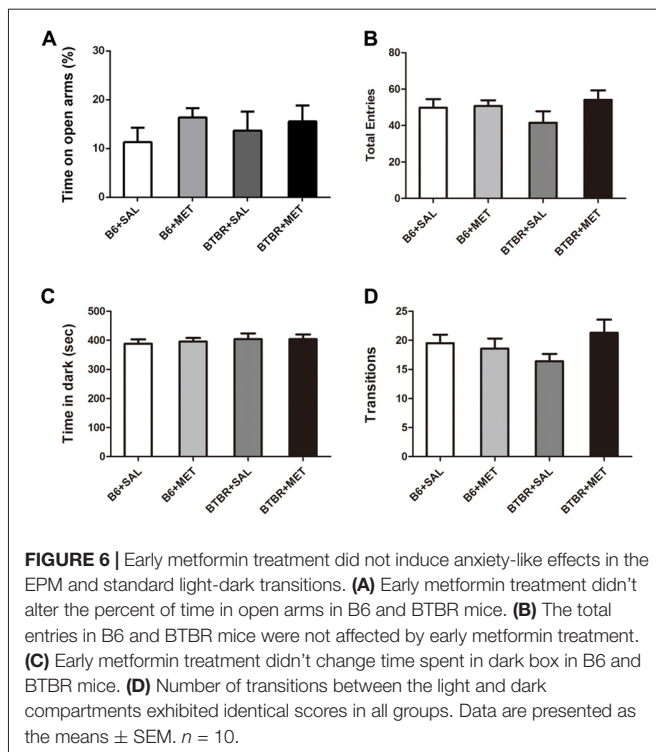 A
Time on open arms (%)
30
20
10
0
B6+SAL
B6+MET
BTBR+SAL
BTBR+MET
B
Total Entries
80
60
40
20
0
B6+SAL
B6+MET
BTBR+SAL
BTBR+MET
C
Time in dark (sec)
500
400
300
200
100
0
B6+SAL
B6+MET
BTBR+SAL
BTBR+MET
D
Transitions
25
20
15
10
5
0
B6+SAL
B6+MET
BTBR+SAL
BTBR+MET
FIGURE 6 | Early metformin treatment did not induce anxiety-like effects in the
EPM and standard light-dark transitions. (A) Early metformin treatment didn’t
alter the percent of time in open arms in B6 and BTBR mice. (B) The total
entries in B6 and BTBR mice were not affected by early metformin treatment.
(C) Early metformin treatment didn’t change time spent in dark box in B6 and
BTBR mice. (D) Number of transitions between the light and dark
compartments exhibited identical scores in all groups. Data are presented as
the means ± SEM. n = 10.